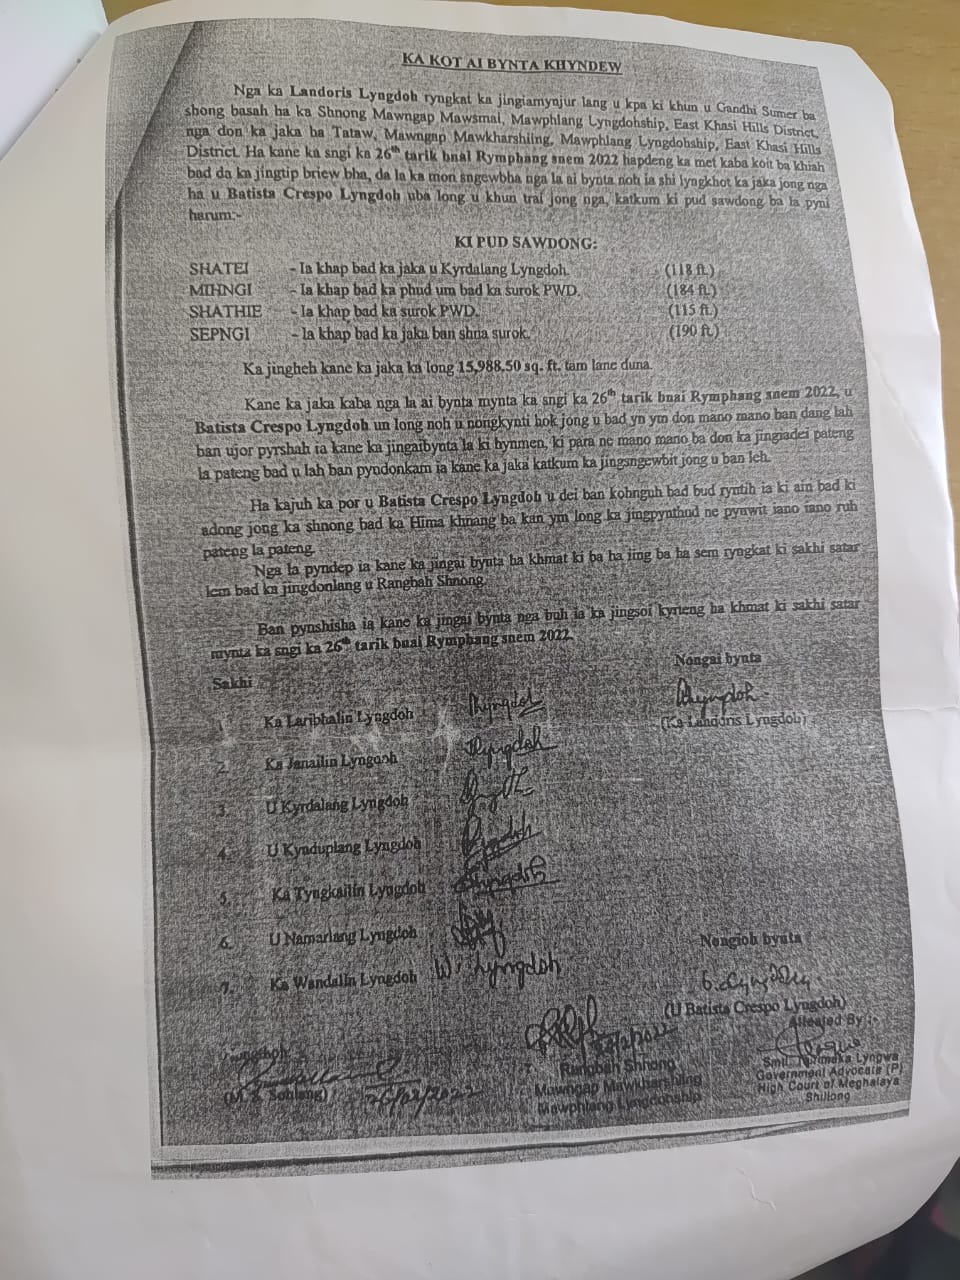 KA KOT AI BYNTA KHYNDEW
Nga ka Landoris Lyngdoh ryngkat ka jingiamynjur lang u kpa ki khun u Gandhi Sumer ba
shong basah ha ka Shnong Mawngap Mawsmai, Mawphlang Lyngdohship, East Khasi Hills District,
nga don ka jaka ha Tataw, Mawngap Mawkharshiing, Mawphlang Lyngdohship, East Khasi Hills
District. Ha kane ka sngi ka 26th tarik bnai Rymphang snem 2022 hapdeng ka met kaba koit ba khiah
bad da ka jingtip briew bha, da la ka mon sngewbha nga la ai bynta noh ia shi lyngkhot ka jaka jong nga
ha u Batista Crespo Lyngdoh uba long u khun trai jong nga, katkum ki pud sawdong ba la pyni
harum:-
KI PUD SAWDONG:
SHATEI - Ia khap bad ka jaka u Kyrdalang Lyngdoh. (118 ft.)
MIHNGI - Ia khap bad ka phud um bad ka surok PWD. (184 ft.)
SHATHIE - Ia khap bad ka surok PWD. (115 ft.)
SEPNGI - Ia khap bad ka jaka ban shna surok. (190 ft.)
Ka jingheh kane ka jaka ka long 15,988.50 sq. ft. tam lane duna.
Kane ka jaka kaba nga la ai bynta mynta ka sngi ka 26th tarik bnai Rymphang snem 2022, u
Batista Crespo Lyngdoh un long noh u nongkynti hok jong u bad yn ym don mano mano ban dang lah
ban ujor pyrshah ia kane ka jingaibynta la ki hynmen, ki para ne mano mano ba don ka jingiadei pateng
la pateng bad u lah ban pyndonkam ia kane ka jaka katkum ka jingsngewbit jong u ban leh.
Ha kajuh ka por u Batista Crespo Lyngdoh u dei ban kohnguh bad bud ryntih ia ki ain bad ki
adong jong ka shnong bad ka Hima khnang ba kan ym long ka jingpynthud ne pynwit iano iano ruh
pateng la pateng.
Nga la pyndep ia kane ka jingai bynta ha khmat ki ba ha iing ba ha sem ryngkat ki sakhi satar
lem bad ka jingdonlang u Rangbah Shnong.
Ban pynshisha ia kane ka jingai bynta nga buh ia ka jingsoi kyrteng ha khmat ki sakhi satar
mynta ka sngi ka 26th tarik bnai Rymphang snem 2022.
Sakhi
Nongai bynta
(Ka Landoris Lyngdoh)
1. Ka Laribhalin Lyngdoh
2. Ka Janailin Lyngdoh
3. U Kyrdalang Lyngdoh
4. U Kynduplang Lyngdoh
5. Ka Tyngkailin Lyngdoh
6. U Namarlang Lyngdoh
7. Ka Wandalin Lyngdoh W. Lyngdoh
Nongioh bynta
(U Batista Crespo Lyngdoh)
Rangbah Shnong
Mawngap Mawkharshiing
Mawphlang Lyngdohship
26/02/2022
Attested By :-
Lyngwa
Government Advocate (P)
High Court of Meghalaya
Shillong